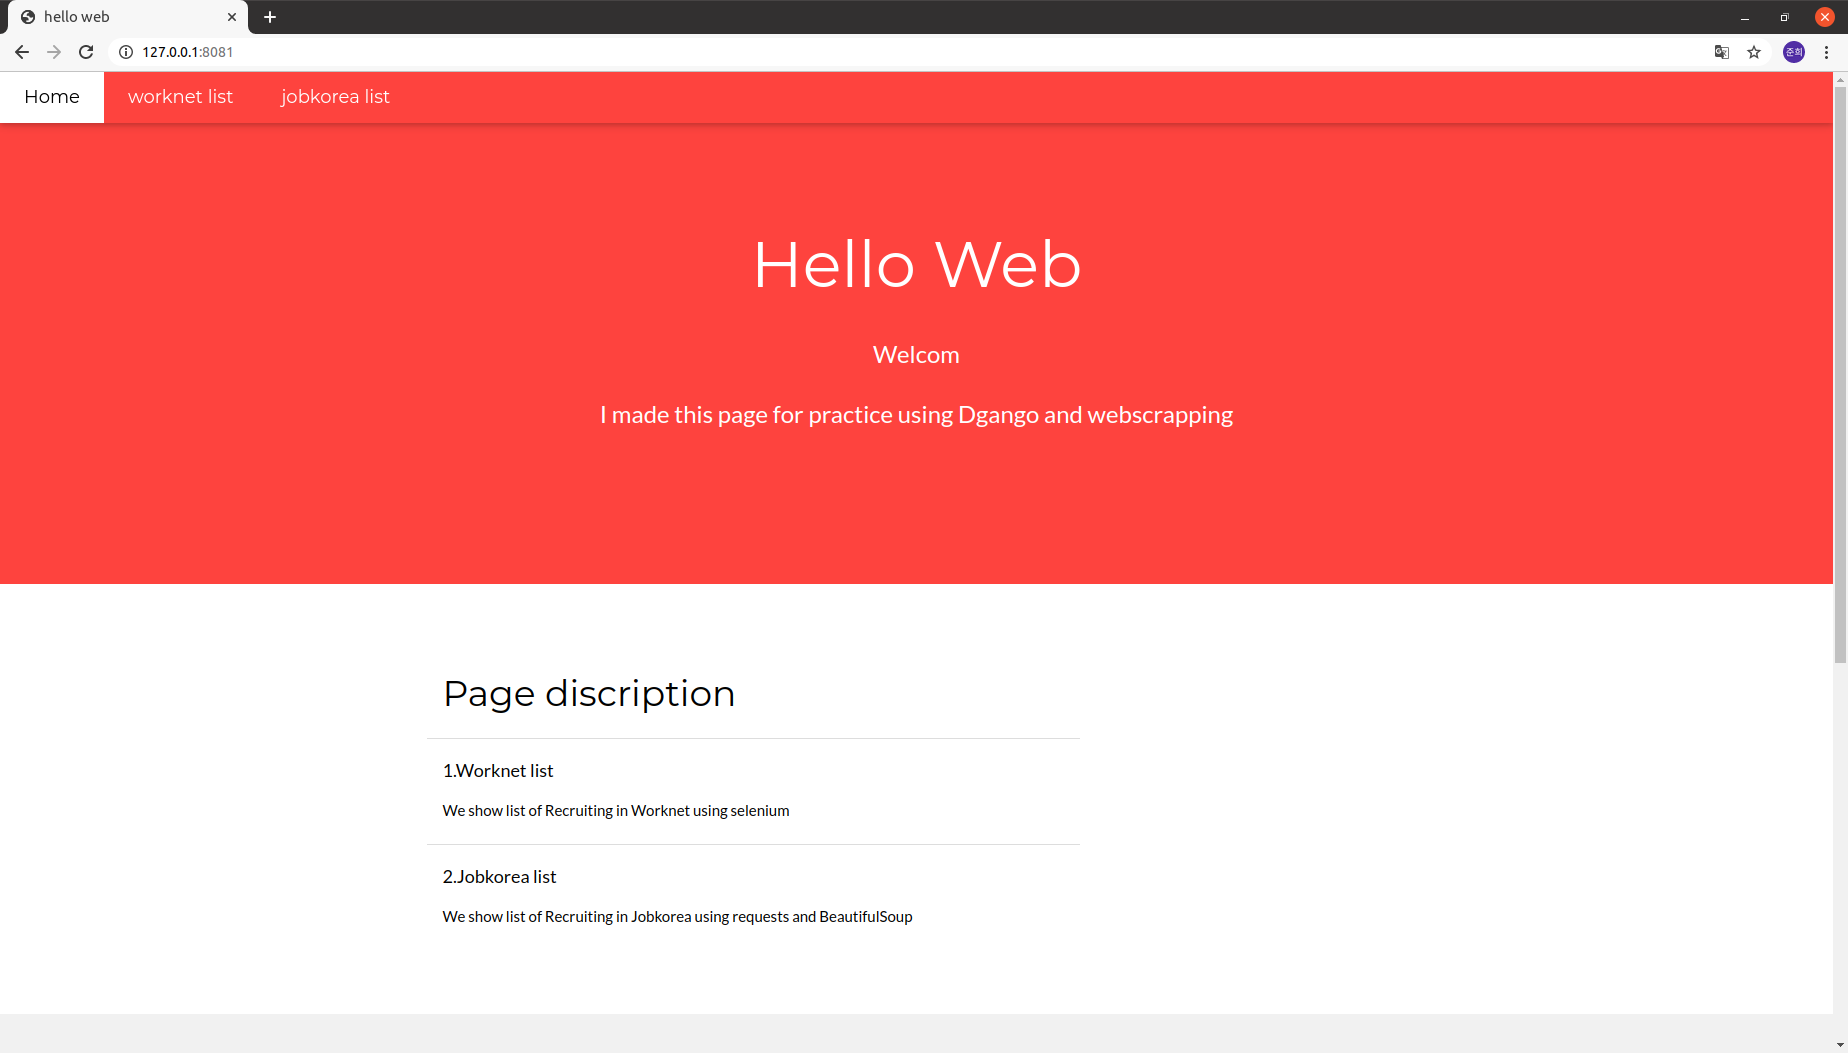 hello web
127.0.0.1:8081
준희
Home worknet list jobkorea list
Hello Web
Welcom
I made this page for practice using Dgango and webscrapping
Page discription
1.Worknet list
We show list of Recruiting in Worknet using selenium
2.Jobkorea list
We show list of Recruiting in Jobkorea using requests and BeautifulSoup